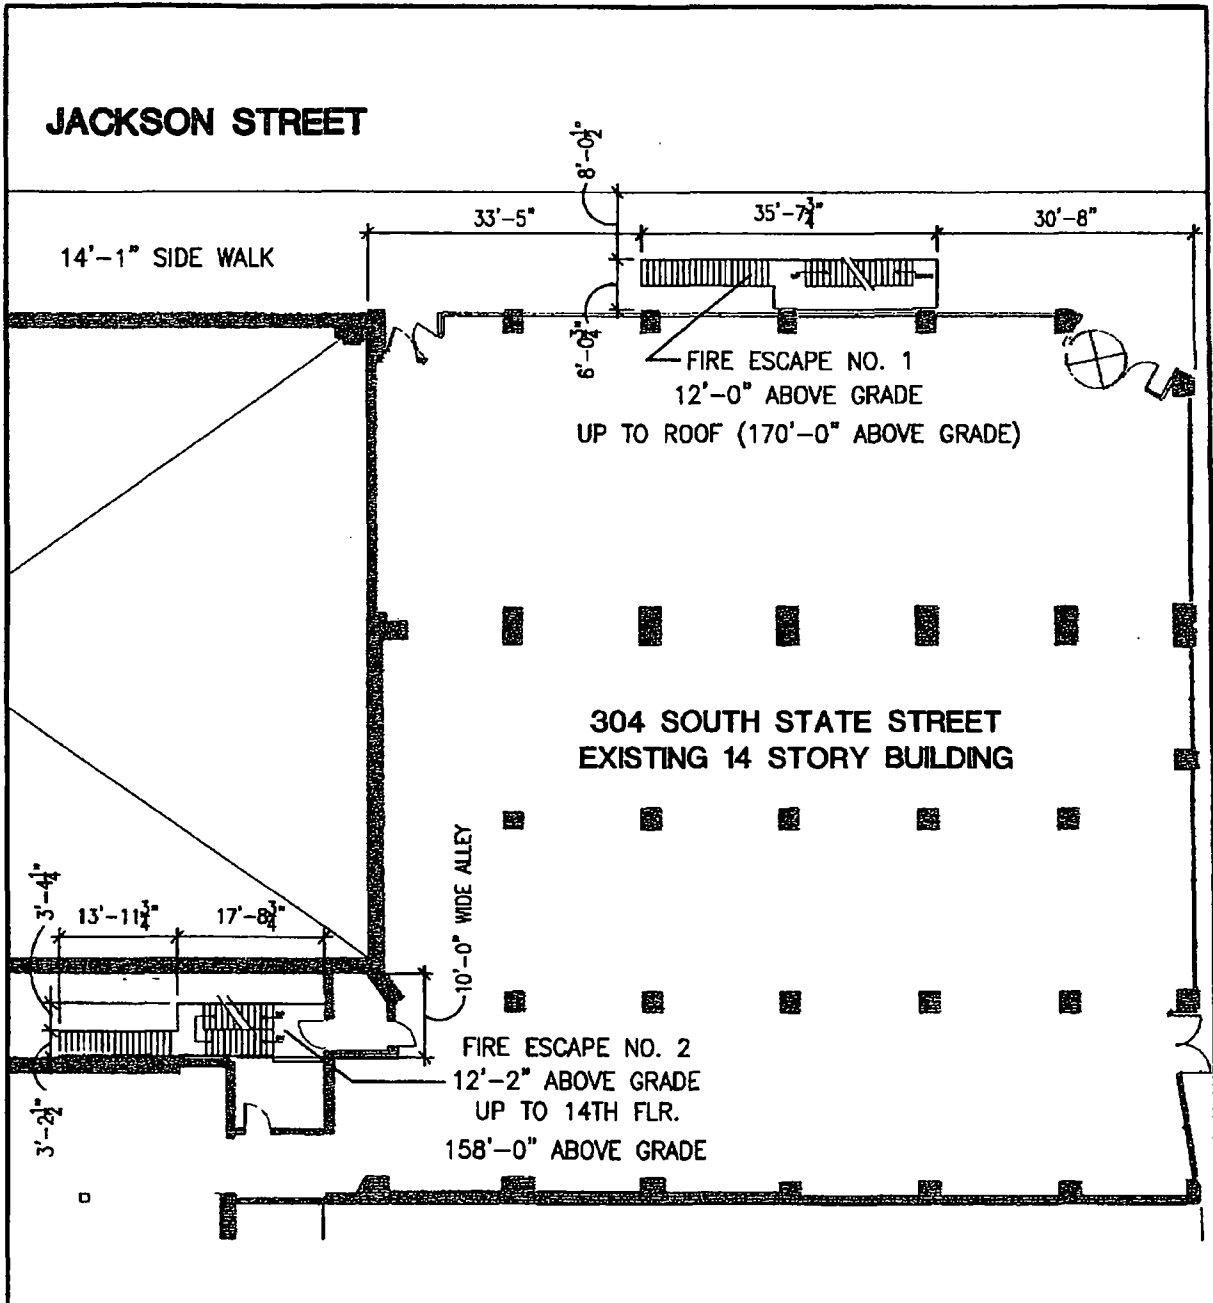 JACKSON STREET
8'-0½"
33'-5"
35'-7¾"
30'-8"
14'-1" SIDE WALK
6'-0¾"
FIRE ESCAPE NO. 1
12'-0" ABOVE GRADE
UP TO ROOF (170'-0" ABOVE GRADE)
304 SOUTH STATE STREET
EXISTING 14 STORY BUILDING
10'-0" WIDE ALLEY
3'-4¼"
13'-11¾"
17'-8¾"
FIRE ESCAPE NO. 2
12'-2" ABOVE GRADE
UP TO 14TH FLR.
158'-0" ABOVE GRADE
3'-2½"